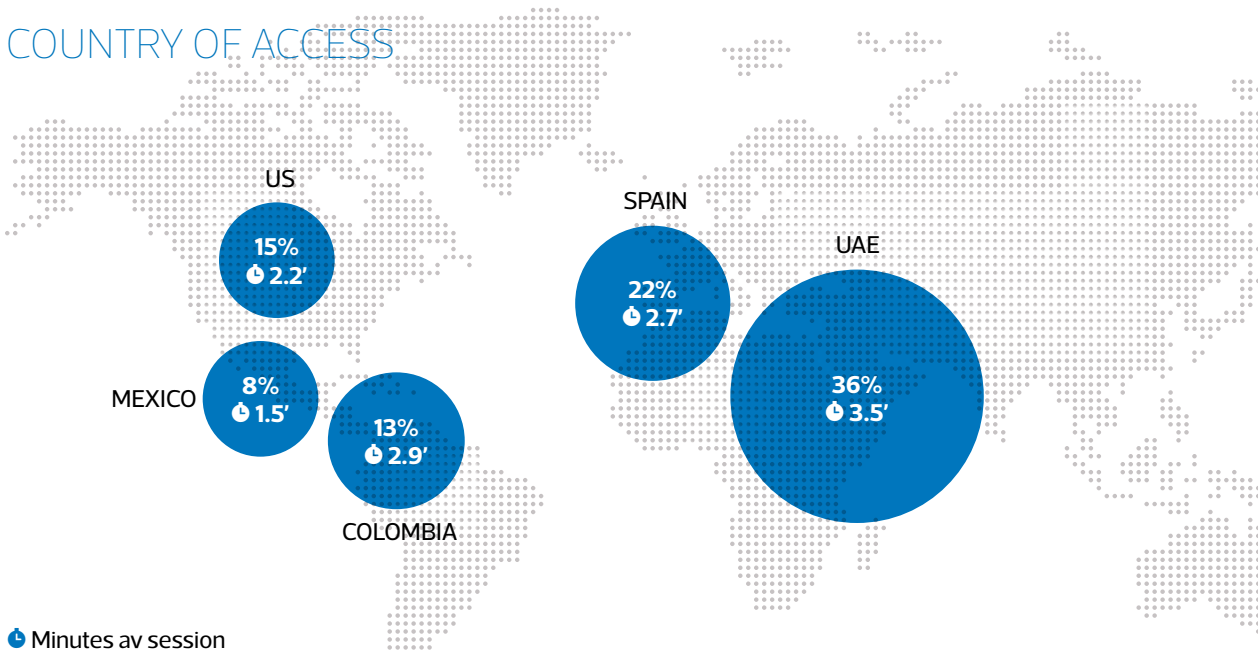 COUNTRY OF ACCESS
US
15%
2.2’
MEXICO
8%
1.5’
13%
2.9’
COLOMBIA
SPAIN
22%
2.7’
UAE
36%
3.5’
Minutes av session